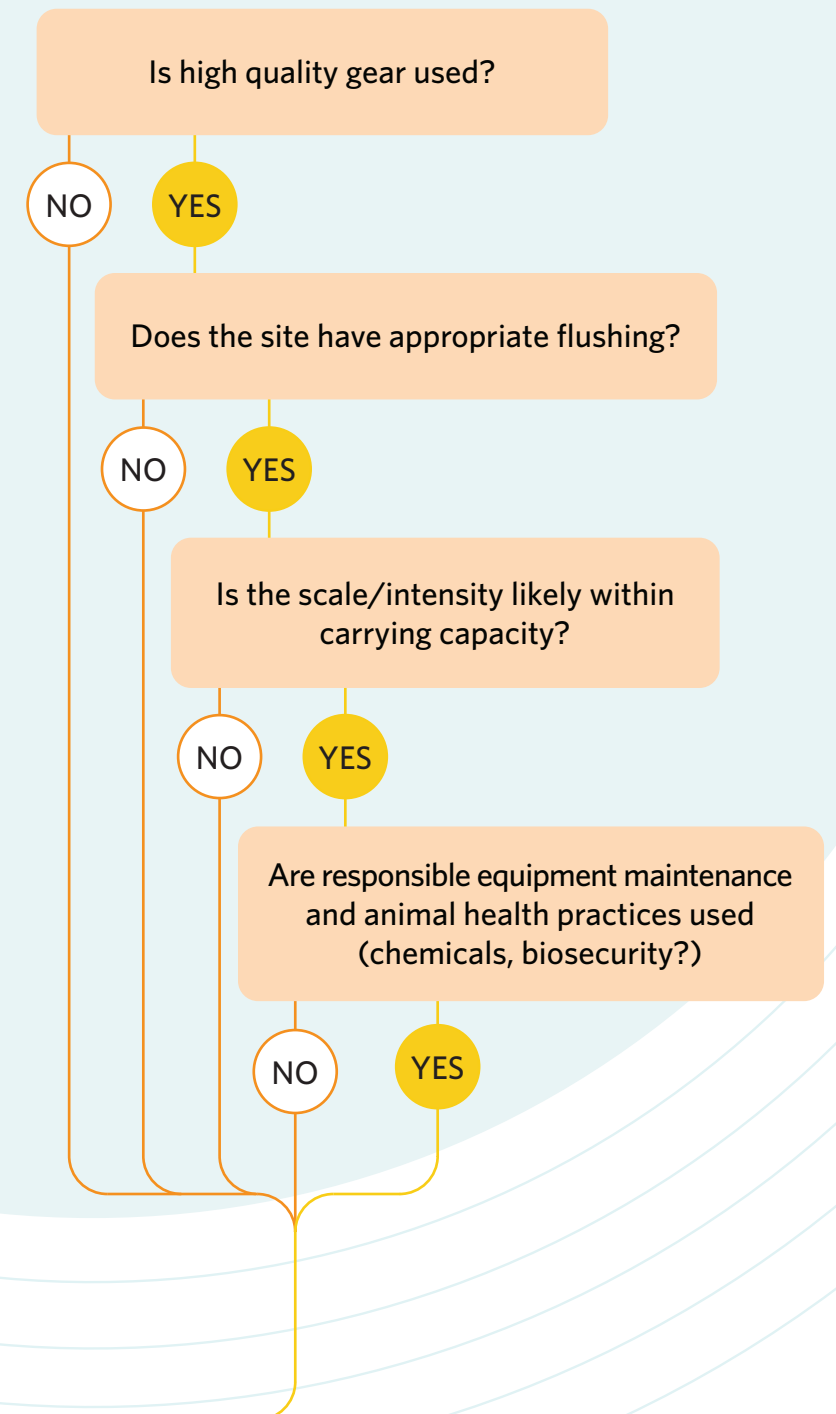 Is high quality gear used?
NO
YES
Does the site have appropriate flushing?
NO
YES
Is the scale/intensity likely within
carrying capacity?
NO
YES
Are responsible equipment maintenance
and animal health practices used
(chemicals, biosecurity?)
NO
YES